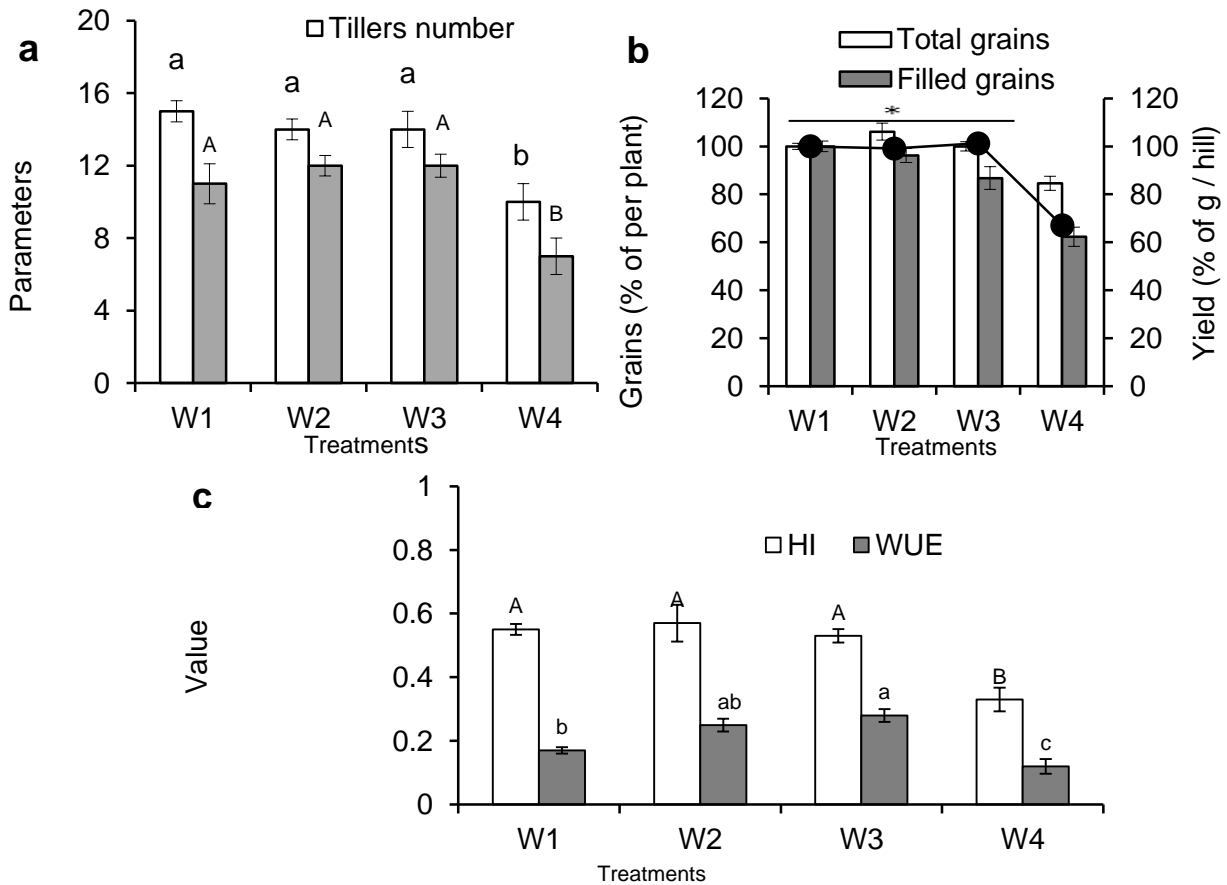 a
Tillers number
20
16
12
8
4
0
Parameters
a
A
a
A
a
A
b
B
W1 W2 W3 W4
Treatments
b
Total grains
Filled grains
120
100
80
60
40
20
0
Grains (% of per plant)
*
120
100
80
60
40
20
0
Yield (% of g / hill)
W1 W2 W3 W4
Treatments
c
1
0.8
0.6
0.4
0.2
0
Value
HI WUE
A
b
A
ab
A
a
B
c
W1 W2 W3 W4
Treatments